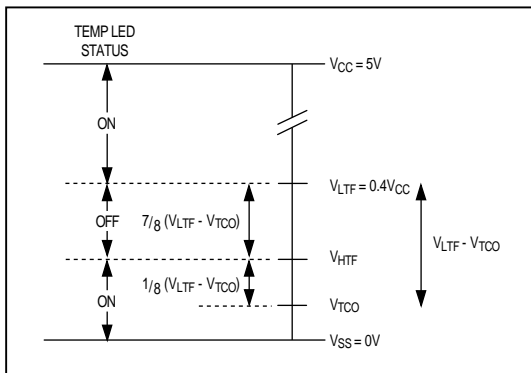 TEMP LED
STATUS
VCC = 5V
ON
VLTF = 0.4VCC
OFF
7/8 (VLTF - VTCO)
VLTF - VTCO
VHTF
1/8 (VLTF - VTCO)
ON
VTCO
VSS = 0V